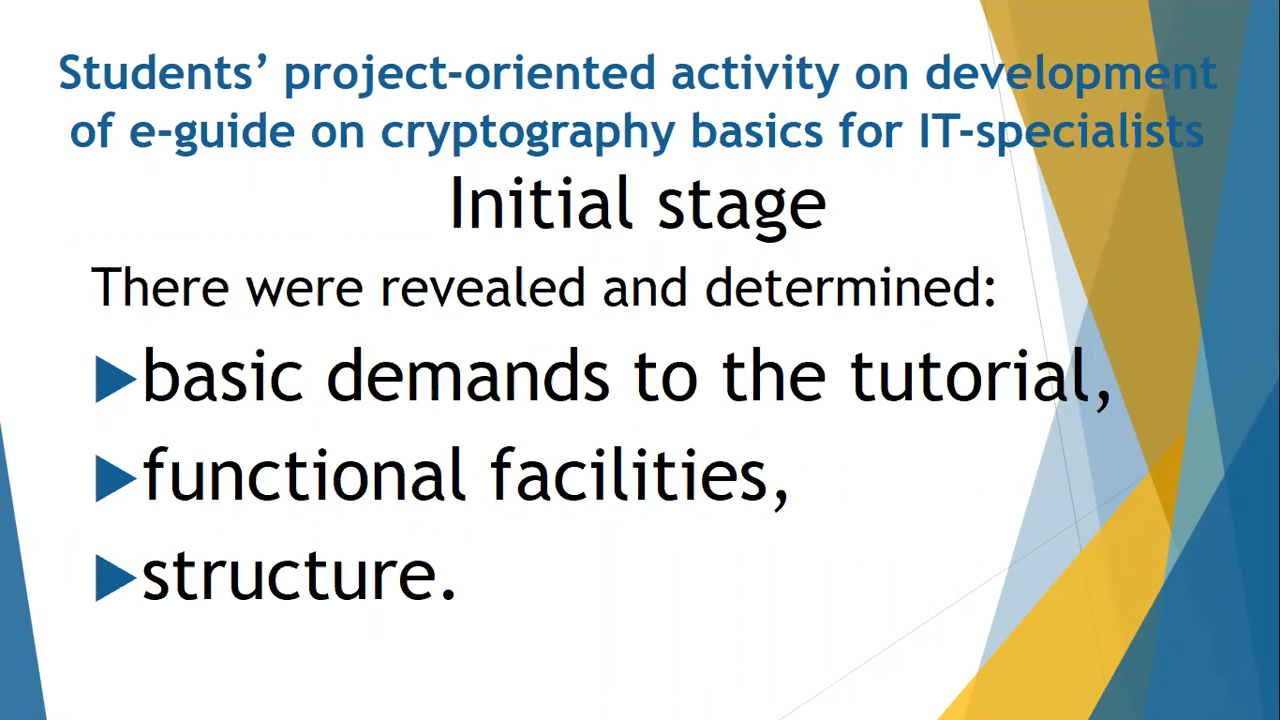 Students’ project-oriented activity on development
of e-guide on cryptography basics for IT-specialists
Initial stage
There were revealed and determined:
basic demands to the tutorial,
functional facilities,
structure.